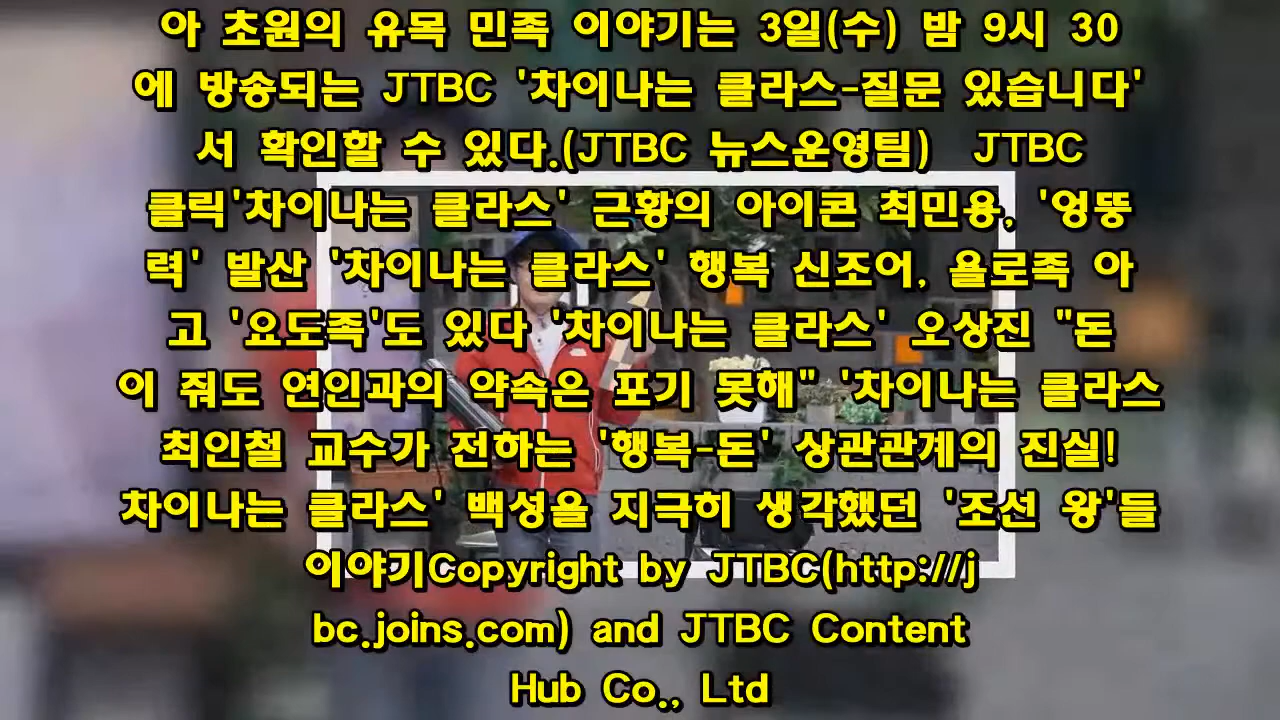 아 초원의 유목 민족 이야기는 3일(수) 밤 9시 30
에 방송되는 JTBC '차이나는 클라스-질문 있습니다'
서 확인할 수 있다.(JTBC 뉴스운영팀) JTBC
클릭'차이나는 클라스' 근황의 아이콘 최민용, '엉뚱
력' 발산 '차이나는 클라스' 행복 신조어, 욜로족 아
고 '요도족'도 있다 '차이나는 클라스' 오상진 "돈
이 줘도 연인과의 약속은 포기 못해" '차이나는 클라스
최인철 교수가 전하는 '행복-돈' 상관관계의 진실!
차이나는 클라스' 백성을 지극히 생각했던 '조선 왕'들
이야기Copyright by JTBC(http://j
bc.joins.com) and JTBC Content
Hub Co., Ltd